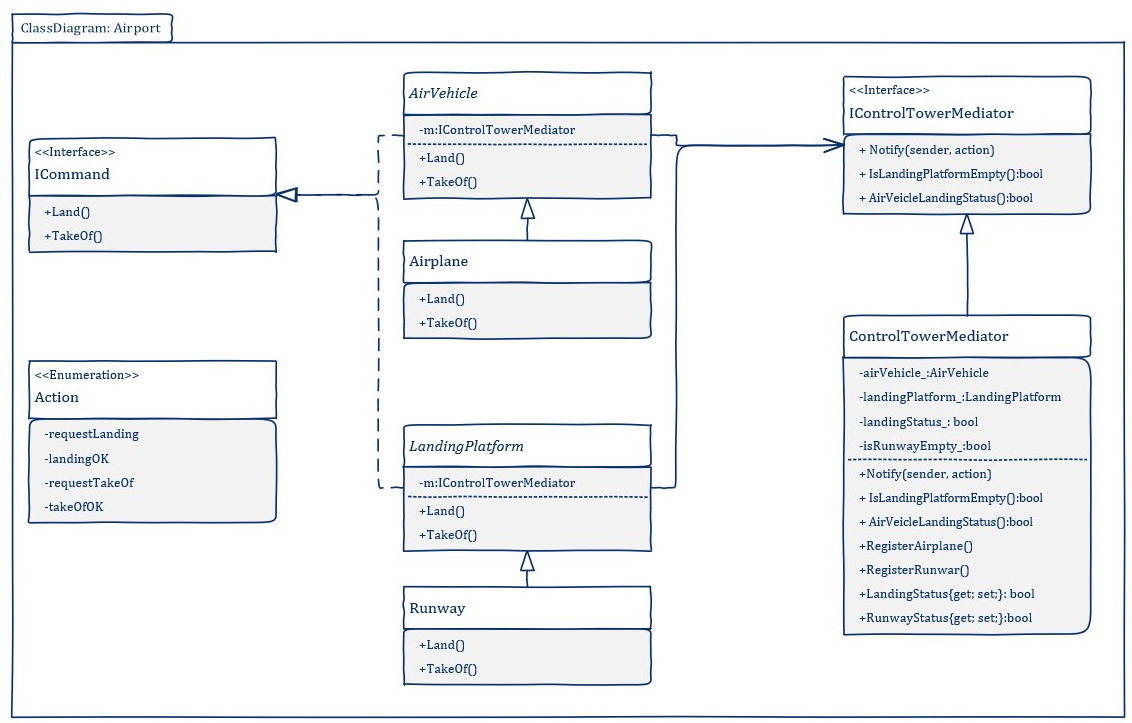 ClassDiagram: Airport
<<Interface>>
ICommand
+Land()
+TakeOf()
<<Enumeration>>
Action
-requestLanding
-landingOK
-requestTakeOf
-takeOfOK
AirVehicle
-m:IControlTowerMediator
+Land()
+TakeOf()
Airplane
+Land()
+TakeOf()
LandingPlatform
-m:IControlTowerMediator
+Land()
+TakeOf()
Runway
+Land()
+TakeOf()
<<Interface>>
IControlTowerMediator
+ Notify(sender, action)
+ IsLandingPlatformEmpty():bool
+ AirVeicleLandingStatus():bool
ControlTowerMediator
-airVehicle_:AirVehicle
-landingPlatform_:LandingPlatform
-landingStatus_: bool
-isRunwayEmpty_:bool
+Notify(sender, action)
+ IsLandingPlatformEmpty():bool
+ AirVeicleLandingStatus():bool
+RegisterAirplane()
+RegisterRunwar()
+LandingStatus{get; set;}: bool
+RunwayStatus{get; set;}:bool